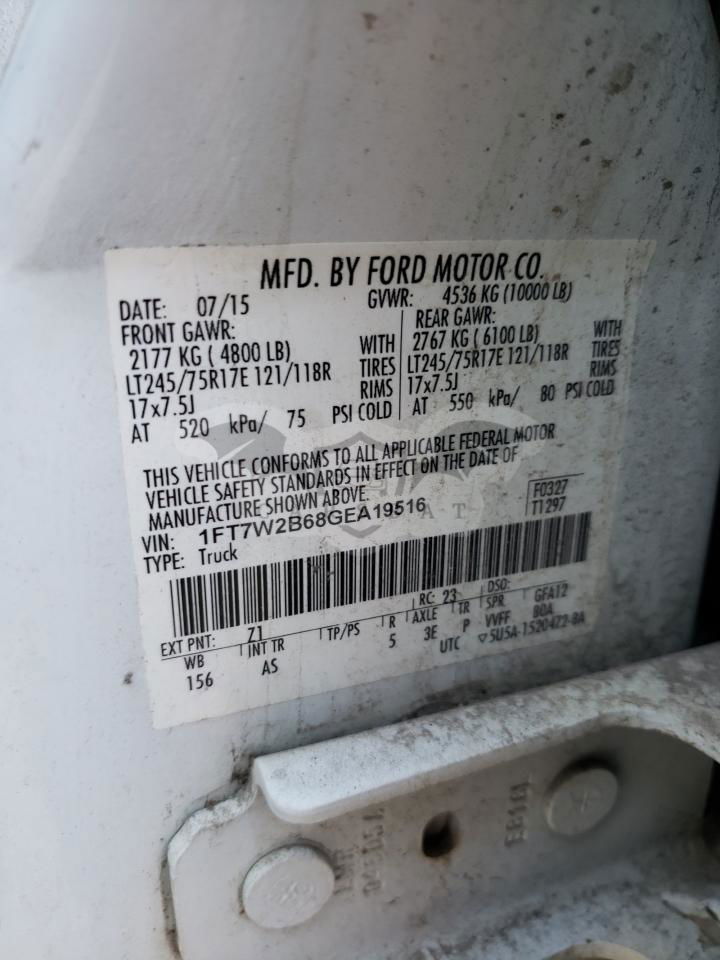 MFD. BY FORD MOTOR CO.
DATE: 07/15 GVWR: 4536 KG (10000 LB)
FRONT GAWR: REAR GAWR:
2177 KG ( 4800 LB) WITH 2767 KG ( 6100 LB) WITH
LT245/75R17E 121/118R TIRES LT245/75R17E 121/118R TIRES
17x7.5J RIMS 17x7.5J RIMS
AT 520 kPa/ 75 PSI COLD AT 550 kPa/ 80 PSI COLD
THIS VEHICLE CONFORMS TO ALL APPLICABLE FEDERAL MOTOR
VEHICLE SAFETY STANDARDS IN EFFECT ON THE DATE OF
MANUFACTURE SHOWN ABOVE.
VIN: 1FT7W2B68GEA19516 F0327
TYPE: Truck T1297
EXT PNT: Z1 RC: 23 DSO:
WB INT TR TP/PS R AXLE TR SPR GFA12
156 AS 5 3E P VVFF B0A
UTC ▽5U5A-1520472-BA